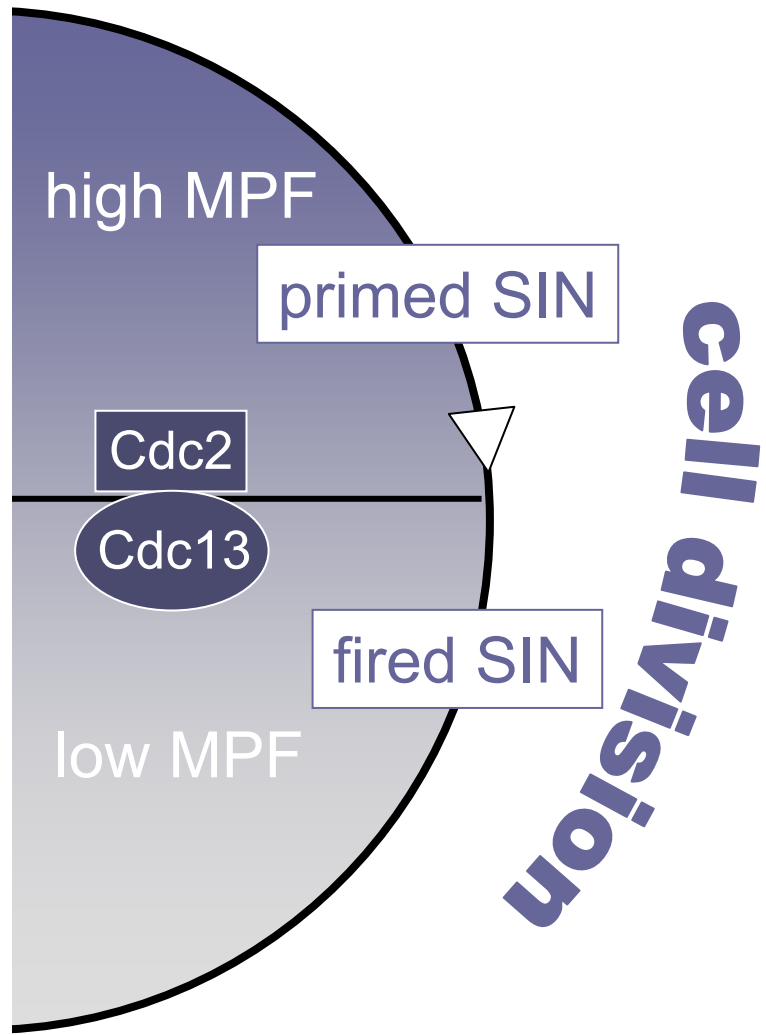 high MPF
primed SIN
Cdc2
Cdc13
fired SIN
low MPF
cell division